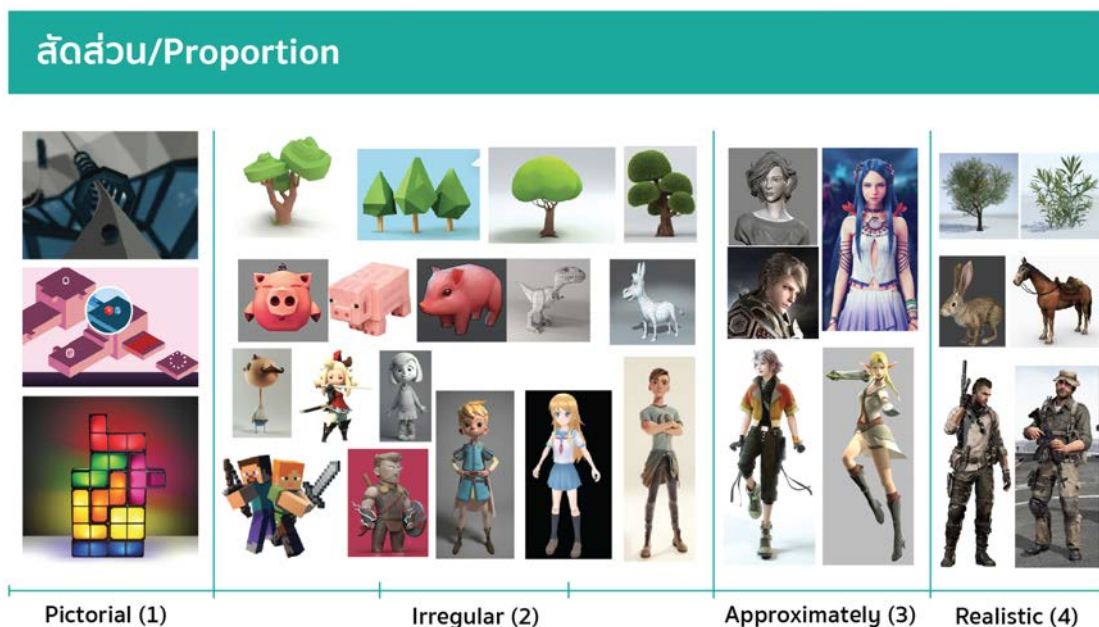 สัดส่วน/Proportion
Pictorial (1)
Irregular (2)
Approximately (3)
Realistic (4)